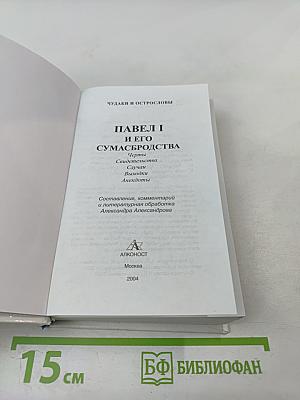 ЧУДАКИ И ОСТРОСЛОВЫ
ПАВЕЛ I
И ЕГО
СУМАСБРОДСТВА
Черты
Свидетельства
Случаи
Выходки
Анекдоты
Составление, комментарий
и литературная обработка
Александра Александрова
АЛКОНОСТ
Москва
2004
15 см
БФ БИБЛИОФАН